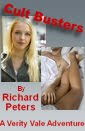 Cult Busters
By
Richard
Peters
A Verity Vale Adventure